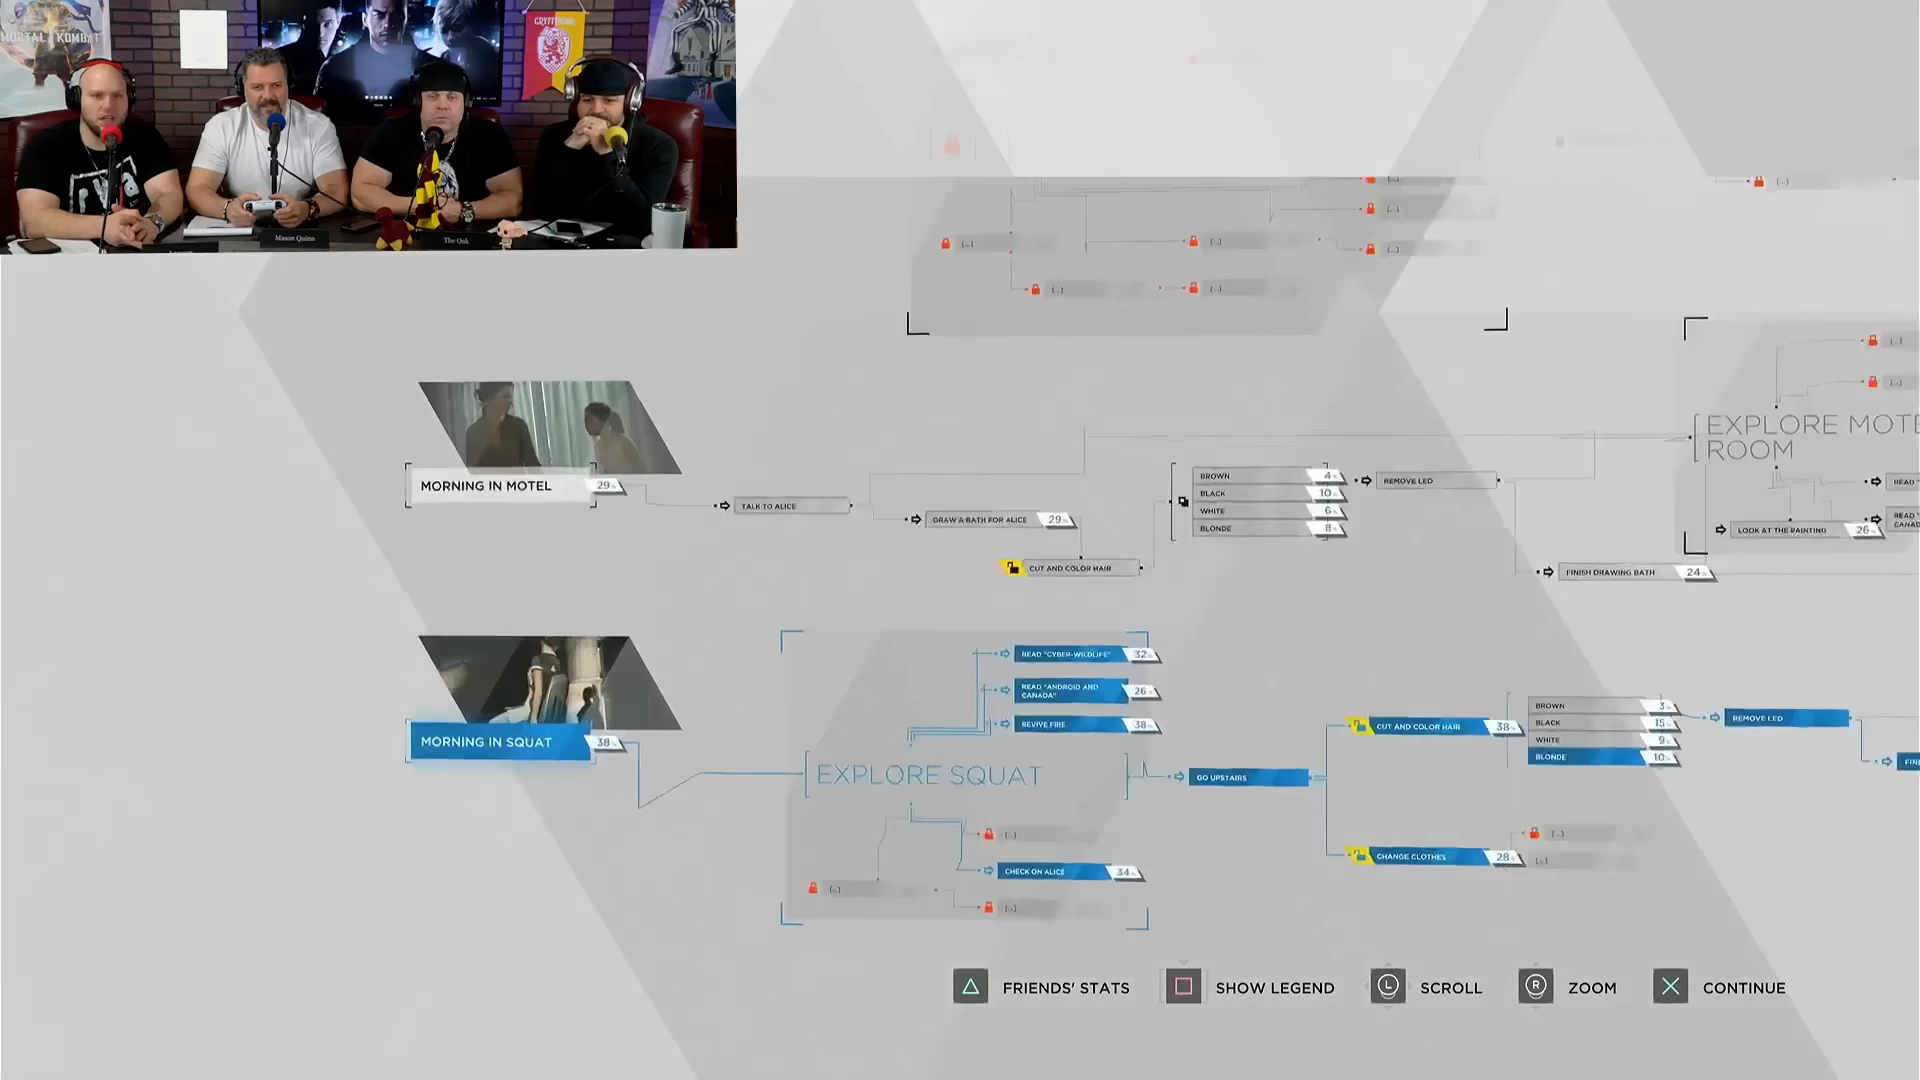 MORTAL KOMBAT
GRYFFINDOR
Mason Quinn
The Oak
EXPLORE MOTE
ROOM
MORNING IN MOTEL 29%
TALK TO ALICE
DRAW A BATH FOR ALICE 29%
CUT AND COLOR HAIR
BROWN 4%
BLACK 10%
WHITE 6%
BLONDE 8%
REMOVE LED
FINISH DRAWING BATH 24%
LOOK AT THE PAINTING 26%
READ "
READ "
CANAD
MORNING IN SQUAT 38%
EXPLORE SQUAT
READ "CYBER-WILDLIFE" 32%
READ "ANDROID AND
CANADA" 26%
REVIVE FIRE 38%
CHECK ON ALICE 34%
GO UPSTAIRS
CUT AND COLOR HAIR 38%
BROWN 3%
BLACK 15%
WHITE 9%
BLONDE 10%
REMOVE LED
FIN
CHANGE CLOTHES 28%
FRIENDS' STATS
SHOW LEGEND
L SCROLL
R ZOOM
CONTINUE